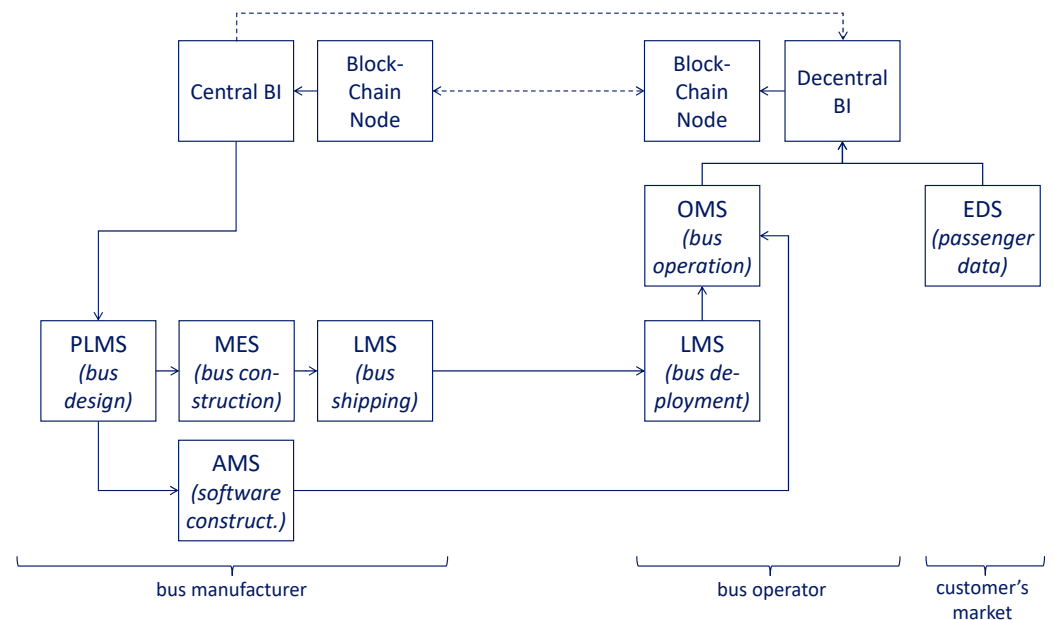 Central BI
Block-
Chain
Node
Block-
Chain
Node
Decentral
BI
OMS
(bus
operation)
EDS
(passenger
data)
PLMS
(bus
design)
MES
(bus con-
struction)
LMS
(bus
shipping)
LMS
(bus de-
ployment)
AMS
(software
construct.)
bus manufacturer
bus operator
customer’s
market